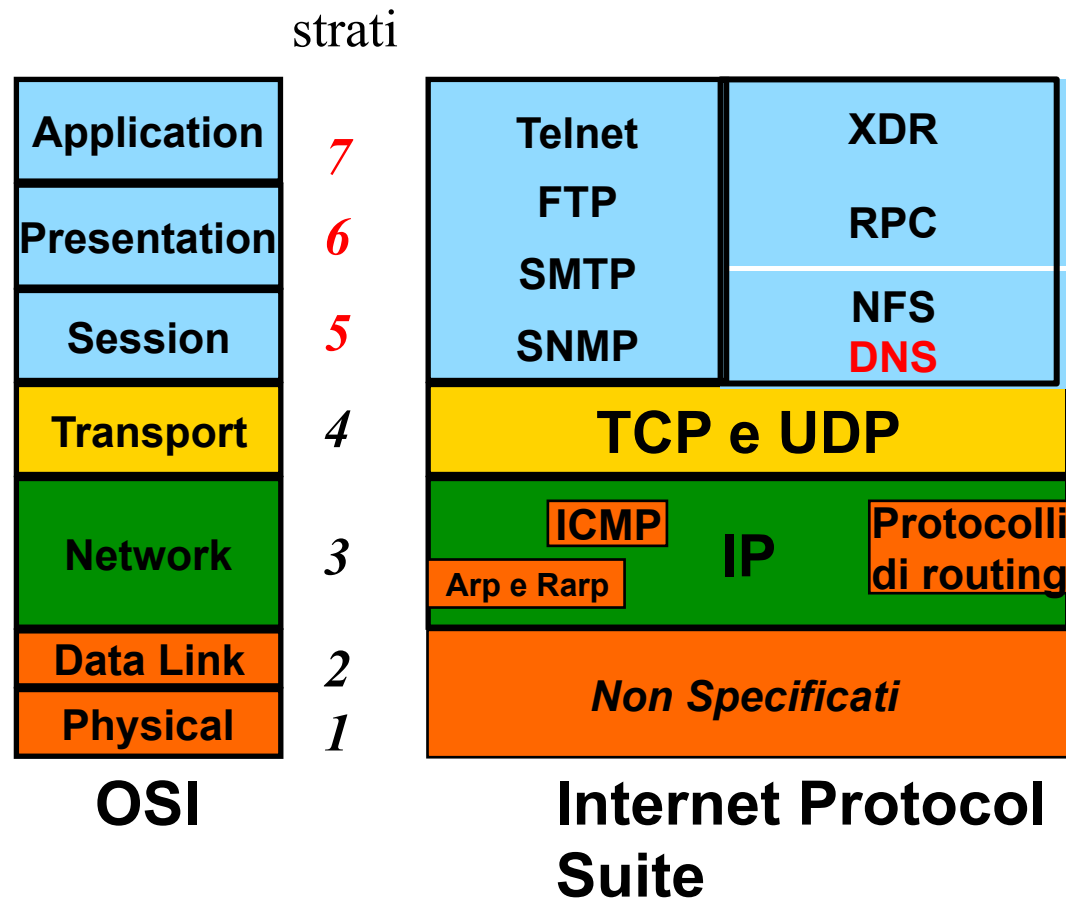 strati
Application
7
Presentation
6
Session
5
Transport
4
Network
3
Data Link
2
Physical
1
OSI
Telnet
FTP
SMTP
SNMP
XDR
RPC
NFS
DNS
TCP e UDP
ICMP
IP
Arp e Rarp
Protocolli
di routing
Non Specificati
Internet Protocol
Suite